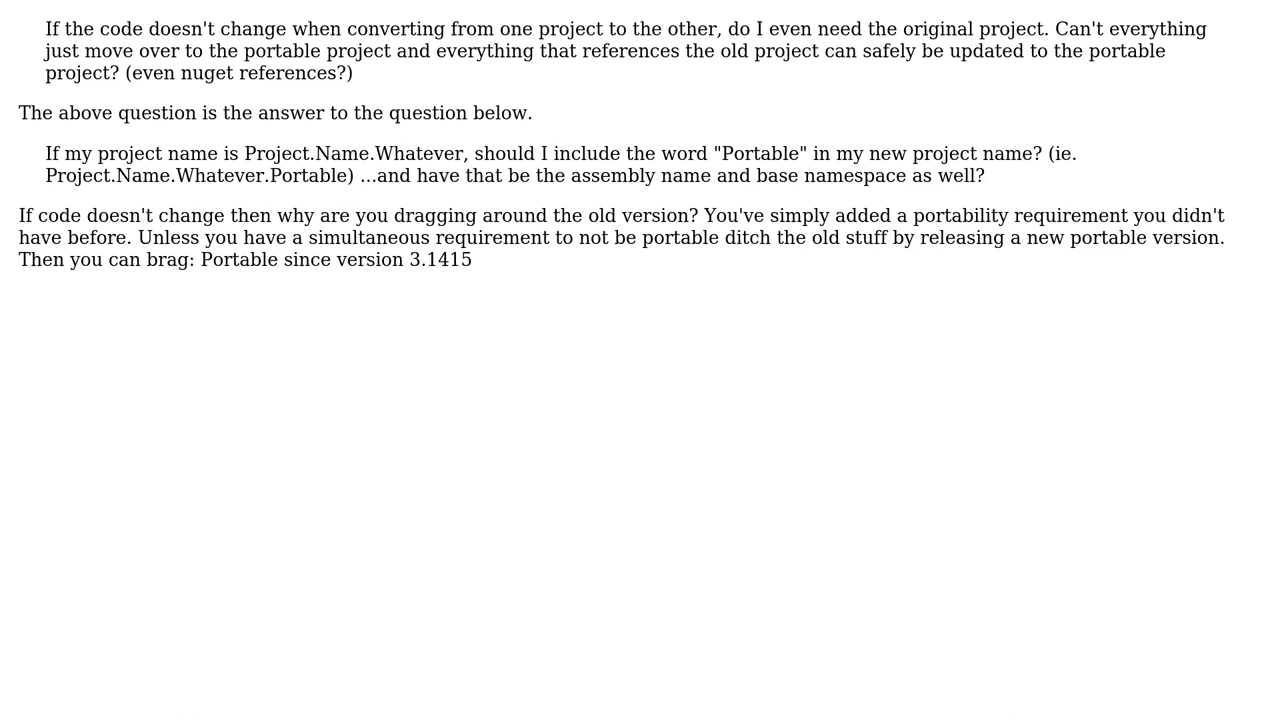 If the code doesn't change when converting from one project to the other, do I even need the original project. Can't everything
just move over to the portable project and everything that references the old project can safely be updated to the portable
project? (even nuget references?)
The above question is the answer to the question below.
If my project name is Project.Name.Whatever, should I include the word "Portable" in my new project name? (ie.
Project.Name.Whatever.Portable) ...and have that be the assembly name and base namespace as well?
If code doesn't change then why are you dragging around the old version? You've simply added a portability requirement you didn't
have before. Unless you have a simultaneous requirement to not be portable ditch the old stuff by releasing a new portable version.
Then you can brag: Portable since version 3.1415